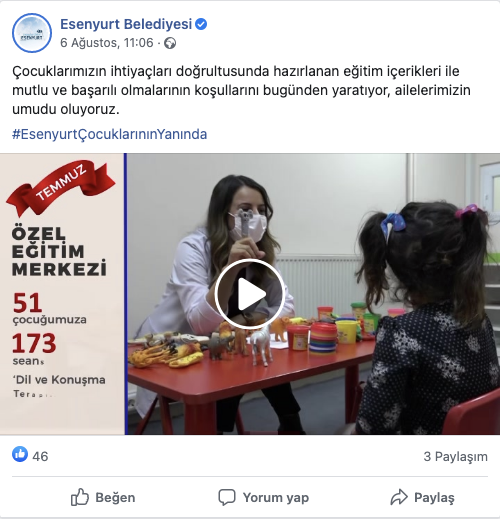 Esenyurt Belediyesi
6 Ağustos, 11:06 ·
Çocuklarımızın ihtiyaçları doğrultusunda hazırlanan eğitim içerikleri ile
mutlu ve başarılı olmalarının koşullarını bugünden yaratıyor, ailelerimizin
umudu oluyoruz.
#EsenyurtÇocuklarınınYanında
TEMMUZ
ÖZEL
EĞİTİM
MERKEZİ
51
çocuğumuza
173
seans
'Dil ve Konuşma
46
3 Paylaşım
Beğen
Yorum yap
Paylaş